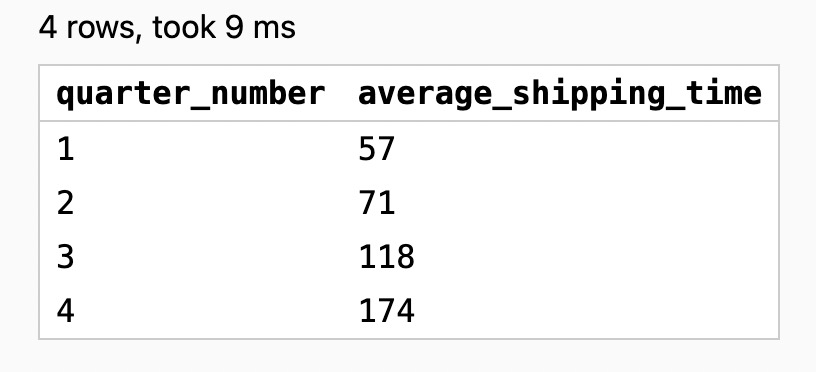 4 rows, took 9 ms
quarter_number average_shipping_time
1 57
2 71
3 118
4 174